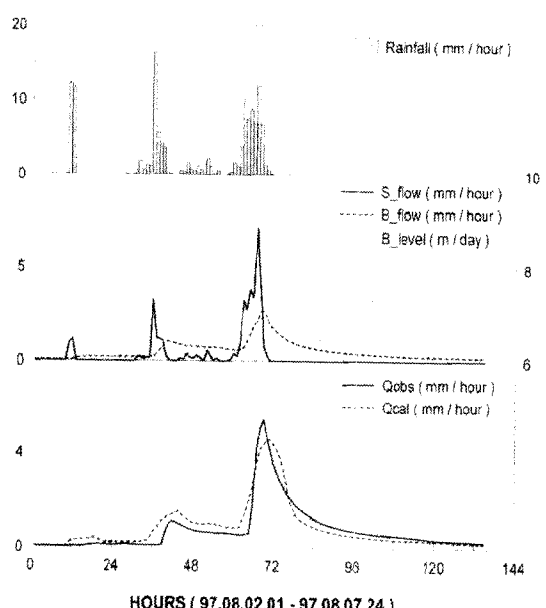 20
Rainfall ( mm / hour )
10
0
10
S_flow ( mm / hour )
B_flow ( mm / hour )
B_level ( m / day )
5
8
0
6
Qobs ( mm / hour )
Qcal ( mm / hour )
4
0
0 24 48 72 96 120 144
HOURS ( 97.08.02.01 - 97.08.07.24 )